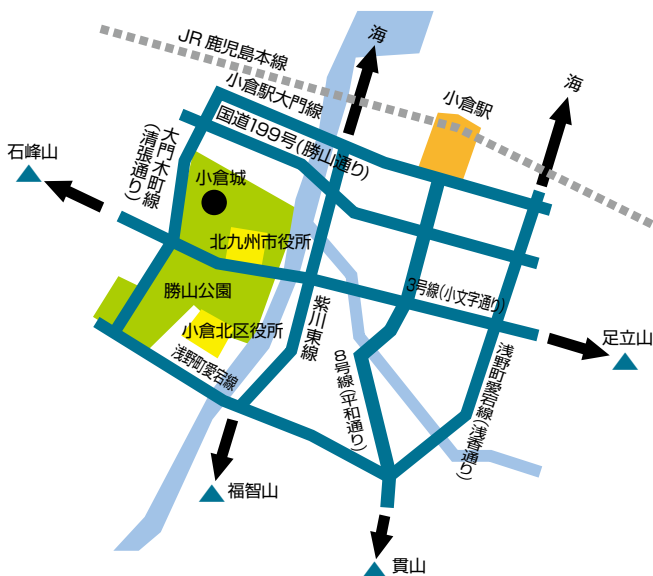 海
JR 鹿児島本線
小倉駅大門線
小倉駅
海
国道199号(勝山通り)
大門木町線
(清張通り)
石峰山
小倉城
北九州市役所
勝山公園
3号線(小文字通り)
小倉北区役所
紫川東線
足立山
浅野町愛宕線
8号線(平和通り)
浅野町愛宕線(浅香通り)
福智山
貫山